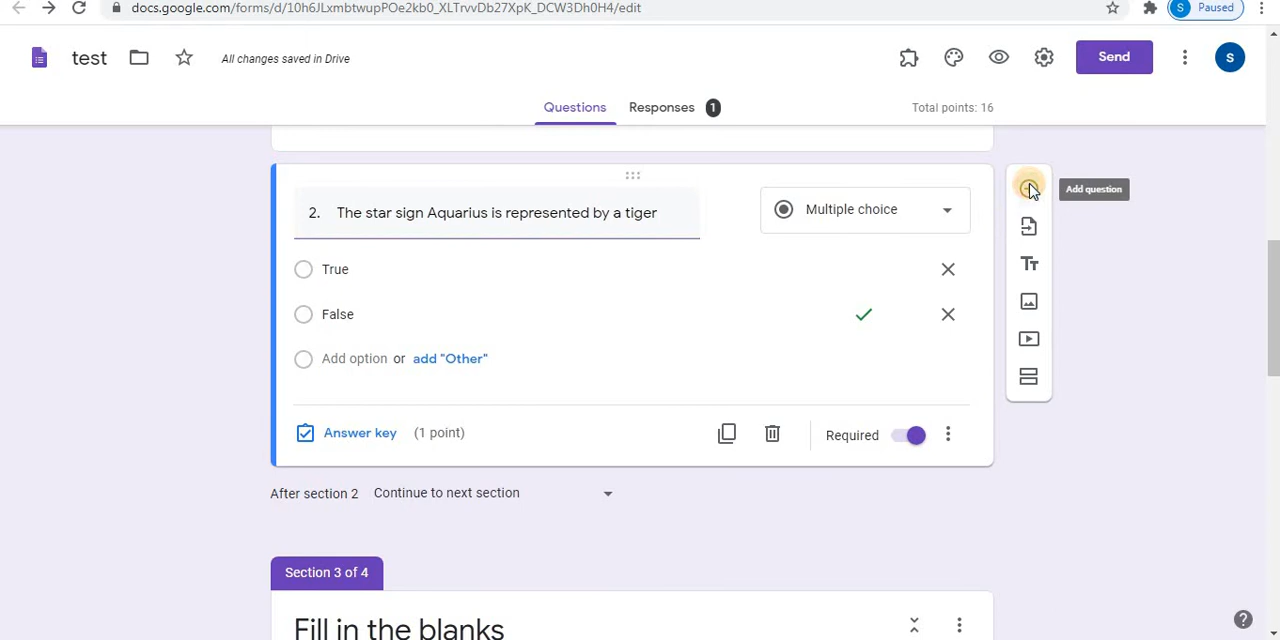 docs.google.com/forms/d/10h6JLxmbtwupPOe2kb0_XLTrvvDb27XpK_DCW3Dh0H4/edit
S Paused
test
All changes saved in Drive
Send
S
Questions
Responses 1
Total points: 16
2. The star sign Aquarius is represented by a tiger
Multiple choice
Add question
True
False
Add option or add "Other"
Answer key (1 point)
Required
After section 2 Continue to next section
Section 3 of 4
Fill in the blanks